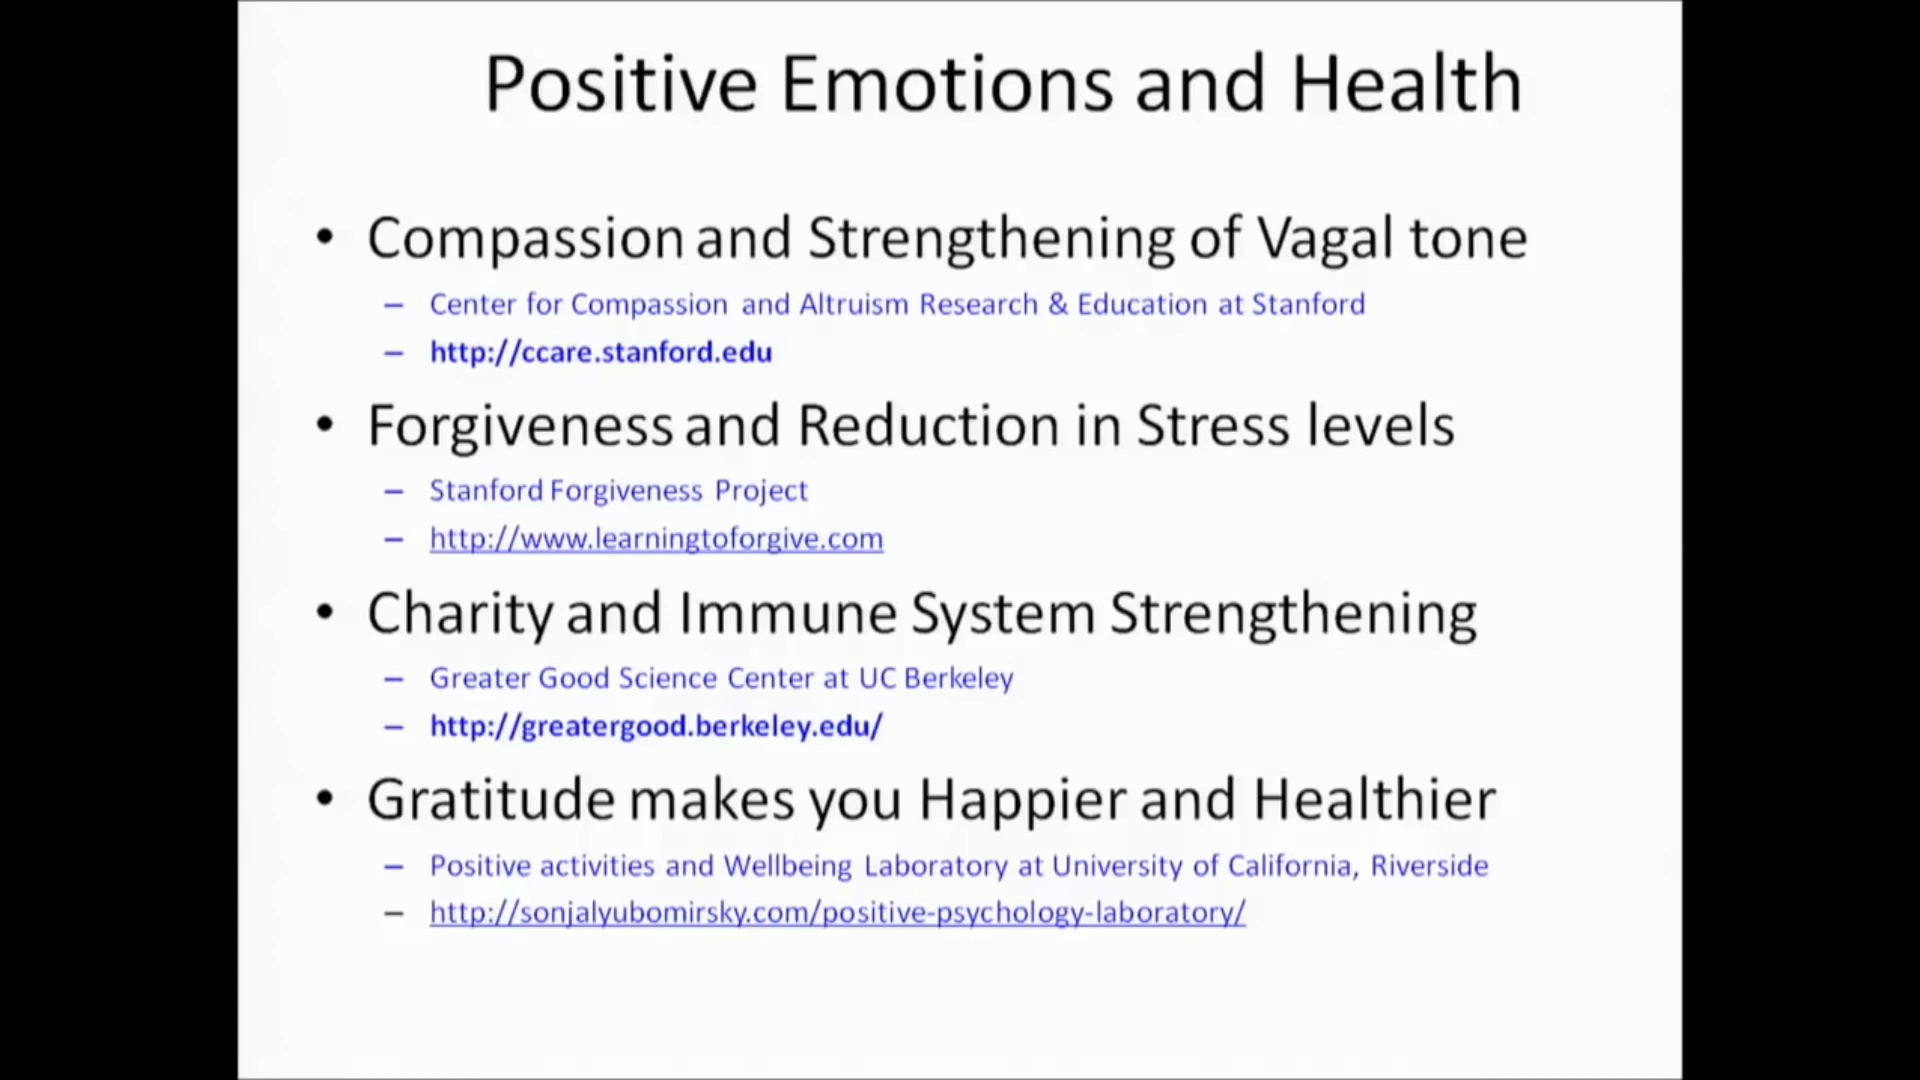 Positive Emotions and Health
• Compassion and Strengthening of Vagal tone
– Center for Compassion and Altruism Research & Education at Stanford
– http://ccare.stanford.edu
• Forgiveness and Reduction in Stress levels
– Stanford Forgiveness Project
– http://www.learningtoforgive.com
• Charity and Immune System Strengthening
– Greater Good Science Center at UC Berkeley
– http://greatergood.berkeley.edu/
• Gratitude makes you Happier and Healthier
– Positive activities and Wellbeing Laboratory at University of California, Riverside
– http://sonjalyubomirsky.com/positive-psychology-laboratory/